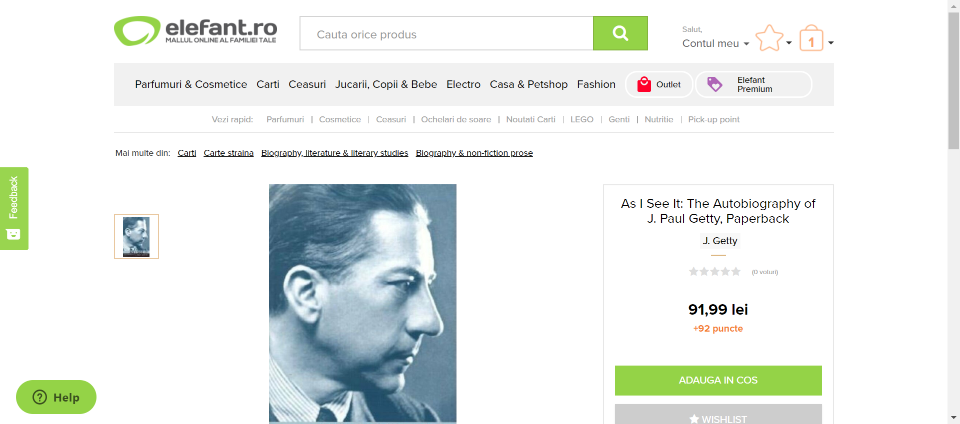 elefant.ro
MALLUL ONLINE AL FAMILIEI TALE
Cauta orice produs
Salut,
Contul meu
1
Parfumuri & Cosmetice Carti Ceasuri Jucarii, Copii & Bebe Electro Casa & Petshop Fashion Outlet Elefant Premium
Vezi rapid: Parfumuri | Cosmetice | Ceasuri | Ochelari de soare | Noutati Carti | LEGO | Genti | Nutritie | Pick-up point
Mai multe din: Carti Carte straina Biography, literature & literary studies Biography & non-fiction prose
Feedback
As I See It: The Autobiography of
J. Paul Getty, Paperback
J. Getty
(0 voturi)
91,99 lei
+92 puncte
ADAUGA IN COS
WISHLIST
Help